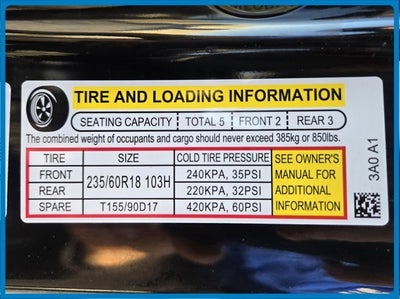 TIRE AND LOADING INFORMATION
SEATING CAPACITY TOTAL 5 FRONT 2 REAR 3
The combined weight of occupants and cargo should never exceed 385kg or 850lbs.
TIRE SIZE COLD TIRE PRESSURE SEE OWNER'S MANUAL FOR ADDITIONAL INFORMATION
FRONT 235/60R18 103H 240KPA, 35PSI
REAR 220KPA, 32PSI
SPARE T155/90D17 420KPA, 60PSI
3A0 A1